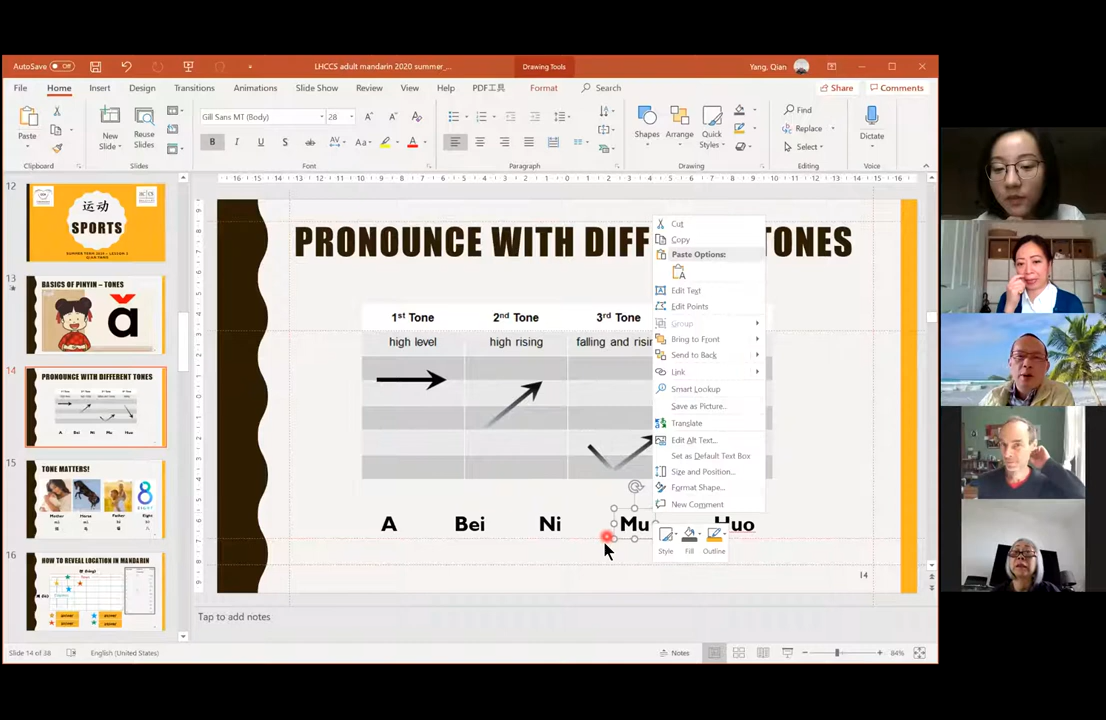 AutoSave Off
LHCCS adult mandarin 2020 summer_...
Drawing Tools
Yang, Qian
File Home Insert Design Transitions Animations Slide Show Review View Help PDF工具 Format Search
Share Comments
Paste
New Slide
Reuse Slides
Gill Sans MT (Body) 28
Shapes Arrange Quick Styles
Find
Replace
Select
Dictate
Clipboard Slides Font Paragraph Drawing Editing Voice
12
运动
SPORTS
13
BASICS OF PINYIN – TONES
ǎ
14
PRONOUNCE WITH DIFFERENT TONES
A Bei Ni Mu Huo
15
TONE MATTERS!
Mother Horse Father Eight
16
HOW TO REVEAL LOCATION IN MANDARIN
PRONOUNCE WITH DIFF
TONES
1st Tone 2nd Tone 3rd Tone
high level high rising falling and risin
A Bei Ni Mu Huo
14
Cut
Copy
Paste Options:
Edit Text
Edit Points
Group
Bring to Front
Send to Back
Link
Smart Lookup
Save as Picture...
Translate
Edit Alt Text...
Set as Default Text Box
Size and Position...
Format Shape...
New Comment
Style Fill Outline
Tap to add notes
Slide 14 of 38 English (United States) Notes 84%